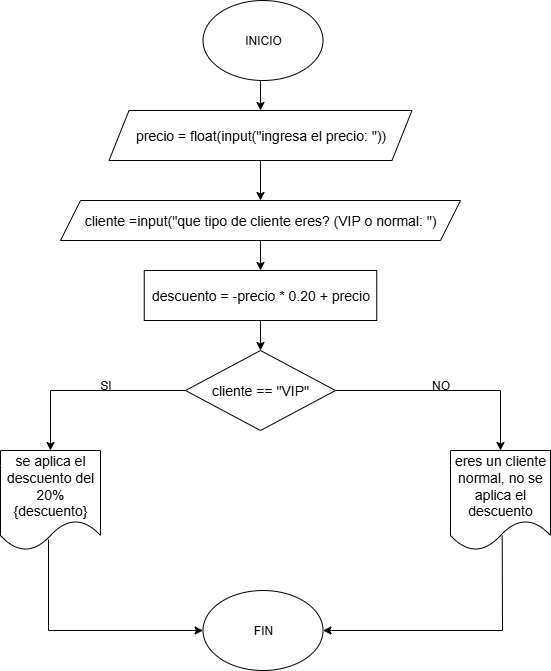 INICIO
precio = float(input("ingresa el precio: "))
cliente =input("que tipo de cliente eres? (VIP o normal: ")
descuento = -precio * 0.20 + precio
cliente == "VIP"
SI
NO
se aplica el
descuento del
20%
{descuento}
eres un cliente
normal, no se
aplica el
descuento
FIN